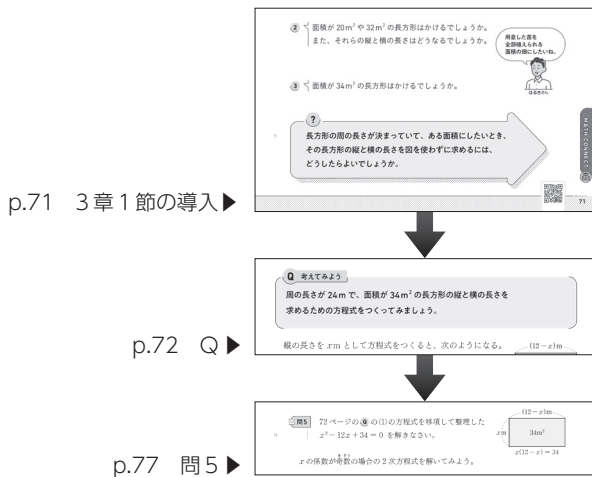 ② 面積が20m²や32m²の長方形はかけるでしょうか。
また、それらの縦と横の長さはどうなるでしょうか。
用意した苗を
全部植えられる
面積の畑にしたいね。
はるきさん
③ 面積が34m²の長方形はかけるでしょうか。
?
長方形の周の長さが決まっていて、ある面積にしたいとき、
その長方形の縦と横の長さを図を使わずに求めるには、
どうしたらよいでしょうか。
MATH CONNECT
71
p.71 3章1節の導入▶
Q 考えてみよう
周の長さが24mで、面積が34m²の長方形の縦と横の長さを
求めるための方程式をつくってみましょう。
縦の長さをxmとして方程式をつくると、次のようになる。
(12−x)m
p.72 Q▶
問5 72ページのQの(1)の方程式を移項して整理した
x²−12x+34=0 を解きなさい。
(12−x)m
xm
34m²
x(12−x)=34
xの係数が奇数の場合の2次方程式を解いてみよう。
p.77 問5▶